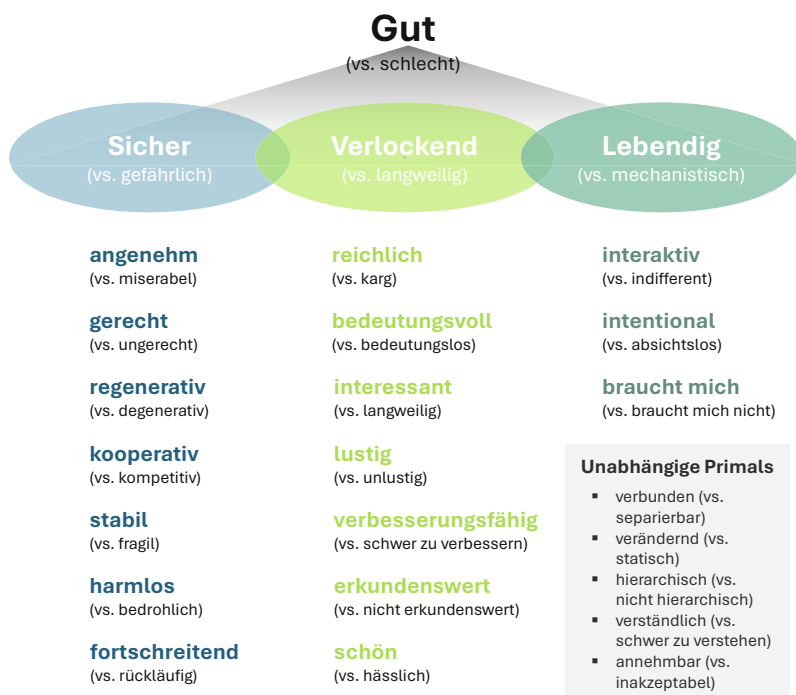 Gut
(vs. schlecht)
Sicher
(vs. gefährlich)
Verlockend
(vs. langweilig)
Lebendig
(vs. mechanistisch)
angenehm
(vs. miserabel)
gerecht
(vs. ungerecht)
regenerativ
(vs. degenerativ)
kooperativ
(vs. kompetitiv)
stabil
(vs. fragil)
harmlos
(vs. bedrohlich)
fortschreitend
(vs. rückläufig)
reichlich
(vs. karg)
bedeutungsvoll
(vs. bedeutungslos)
interessant
(vs. langweilig)
lustig
(vs. unlustig)
verbesserungsfähig
(vs. schwer zu verbessern)
erkundenswert
(vs. nicht erkundenswert)
schön
(vs. hässlich)
interaktiv
(vs. indifferent)
intentional
(vs. absichtslos)
braucht mich
(vs. braucht mich nicht)
Unabhängige Primals
▪ verbunden (vs.
separierbar)
▪ verändernd (vs.
statisch)
▪ hierarchisch (vs.
nicht hierarchisch)
▪ verständlich (vs.
schwer zu verstehen)
▪ annehmbar (vs.
inakzeptabel)